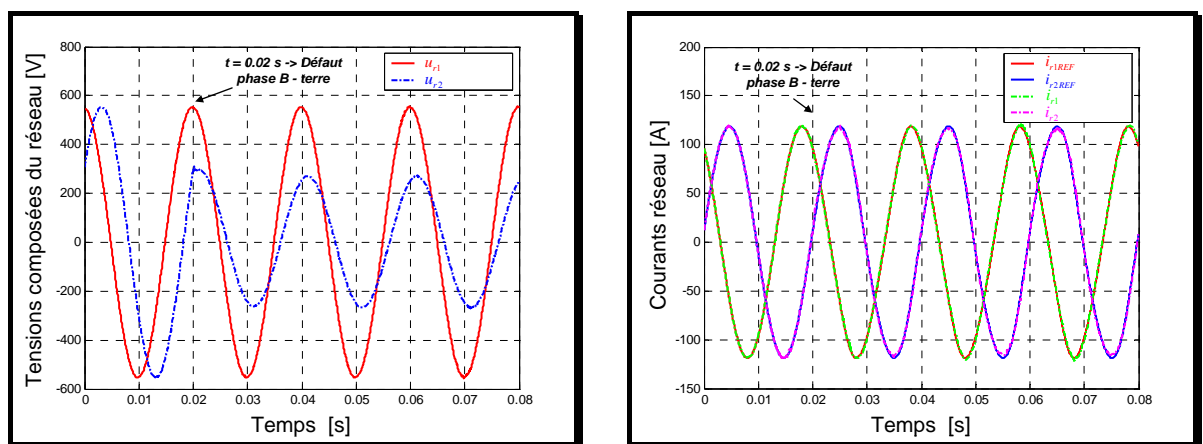 Tensions composées du réseau [V]
800
600
400
200
0
-200
-400
-600
t = 0.02 s -> Défaut
phase B - terre
u_r1
u_r2
0 0.01 0.02 0.03 0.04 0.05 0.06 0.07 0.08
Temps [s]
Courants réseau [A]
200
150
100
50
0
-50
-100
-150
t = 0.02 s -> Défaut
phase B - terre
i_r1REF
i_r2REF
i_r1
i_r2
0 0.01 0.02 0.03 0.04 0.05 0.06 0.07 0.08
Temps [s]